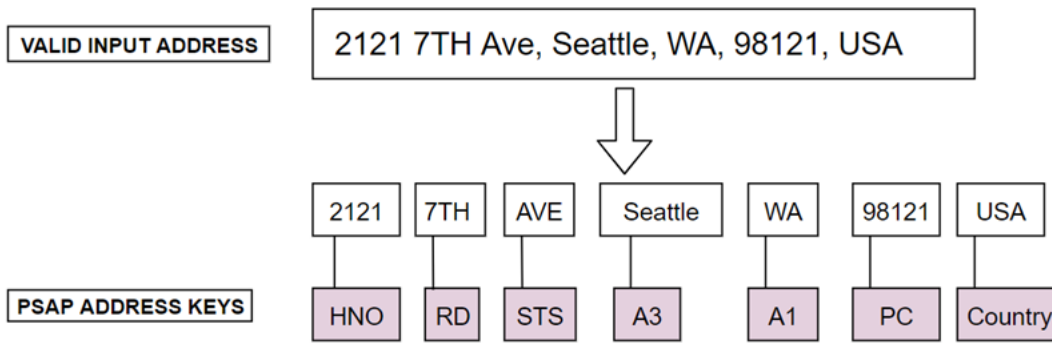 VALID INPUT ADDRESS
2121 7TH Ave, Seattle, WA, 98121, USA
2121 7TH AVE Seattle WA 98121 USA
PSAP ADDRESS KEYS
HNO RD STS A3 A1 PC Country